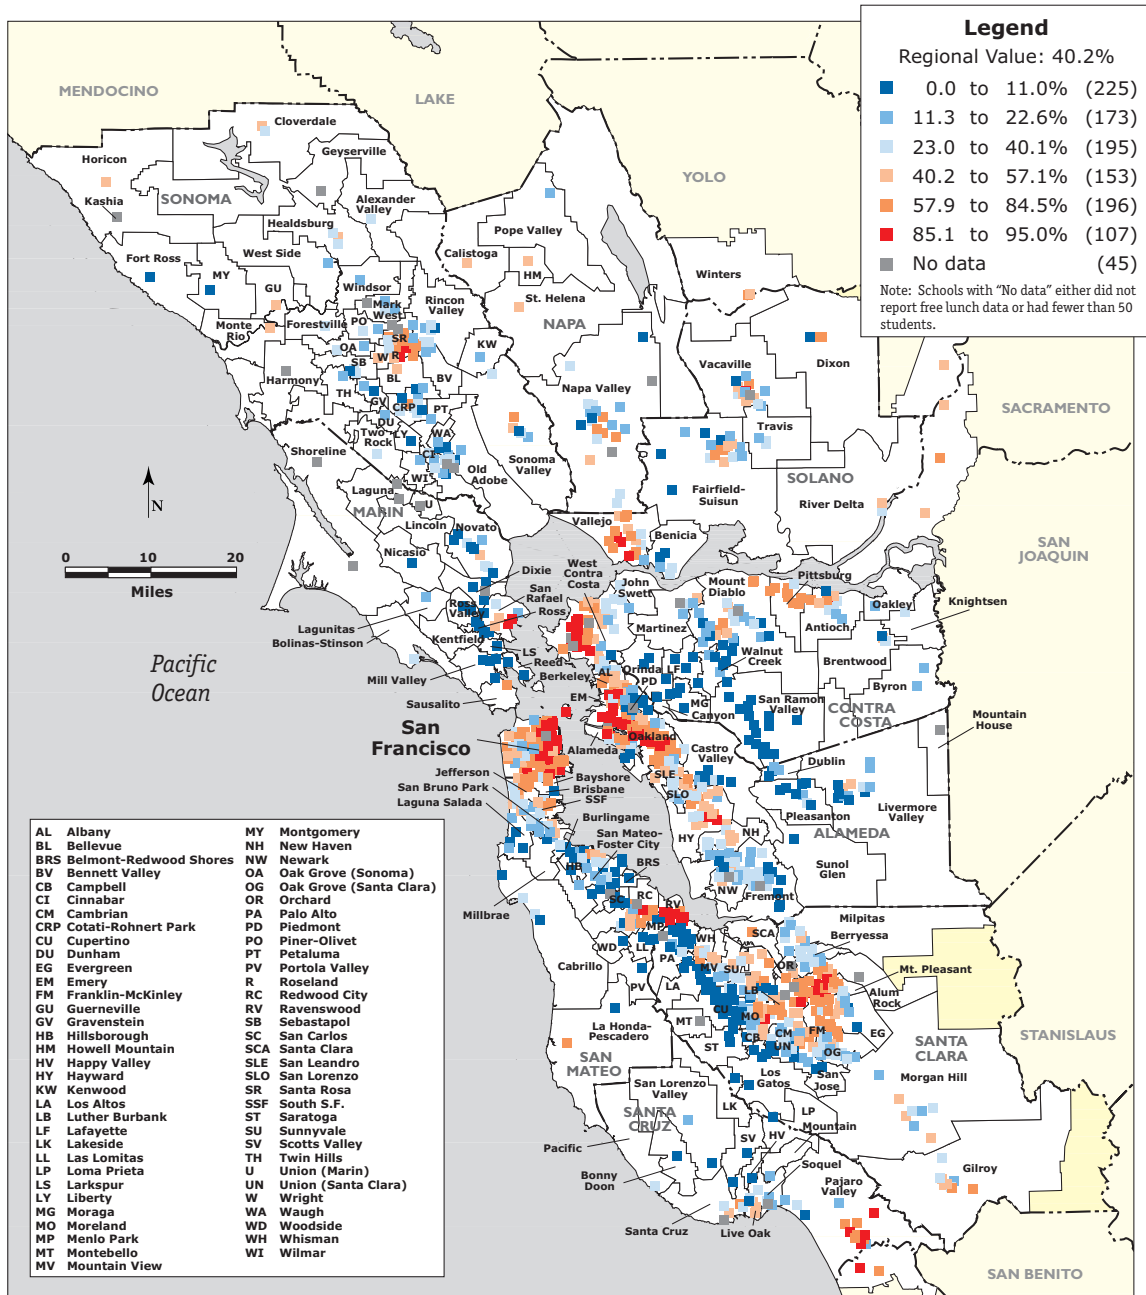 Legend
Regional Value: 40.2%
0.0 to 11.0% (225)
11.3 to 22.6% (173)
23.0 to 40.1% (195)
40.2 to 57.1% (153)
57.9 to 84.5% (196)
85.1 to 95.0% (107)
No data (45)
Note: Schools with “No data” either did not
report free lunch data or had fewer than 50
students.
MENDOCINO
LAKE
YOLO
Cloverdale
Horicon
Geyserville
Kashia
SONOMA
Alexander
Valley
Healdsburg
Pope Valley
West Side
Calistoga
Fort Ross
MY
HM
Winters
GU
Windsor
St. Helena
Mark
West
Rincon
Valley
Monte
Rio
Forestville
PO
NAPA
SR
OA
W
R
KW
Dixon
Harmony
SB
BL
BV
Vacaville
TH
GV
CRP
PT
Napa Valley
SACRAMENTO
DU
Two
Rock
LY
WA
Travis
Shoreline
CI
Sonoma
Valley
WI
Old
Adobe
SOLANO
N
Laguna
U
Fairfield-
Suisun
River Delta
MARIN
Lincoln
Novato
Vallejo
Benicia
SAN
JOAQUIN
Nicasio
0 10 20
Miles
Dixie
West
Contra
Costa
San
Rafael
John
Swett
Mount
Diablo
Pittsburg
Ross
Valley
Ross
Oakley
Knightsen
Lagunitas
Martinez
Antioch
Bolinas-Stinson
Kentfield
LS
Walnut
Creek
Pacific
Ocean
Reed
AL
Orinda
LF
Brentwood
Mill Valley
Berkeley
PD
Byron
EM
MG
San Ramon
Valley
Sausalito
Canyon
CONTRA
COSTA
Mountain
House
San
Francisco
Oakland
Alameda
Castro
Valley
Dublin
Jefferson
Bayshore
SLE
San Bruno Park
Brisbane
SLO
Laguna Salada
SSF
Livermore
Valley
Burlingame
Pleasanton
ALAMEDA
San Mateo-
Foster City
HY
NH
HB
BRS
Sunol
Glen
SC
NW
Fremont
Millbrae
RC
RV
Milpitas
MP
SCA
Berryessa
WD
LL
WH
Cabrillo
PA
MV
SU
OR
Mt. Pleasant
PV
LA
LB
Alum
Rock
CU
MO
La Honda-
Pescadero
MT
CM
FM
EG
STANISLAUS
CB
UN
SANTA
CLARA
ST
OG
SAN
MATEO
Los
Gatos
San
Jose
Morgan Hill
San Lorenzo
Valley
LK
LP
SANTA
CRUZ
Mountain
Pacific
SV
HV
Bonny
Doon
Soquel
Gilroy
Pajaro
Valley
Santa Cruz
Live Oak
SAN BENITO
AL Albany
BL Bellevue
BRS Belmont-Redwood Shores
BV Bennett Valley
CB Campbell
CI Cinnabar
CM Cambrian
CRP Cotati-Rohnert Park
CU Cupertino
DU Dunham
EG Evergreen
EM Emery
FM Franklin-McKinley
GU Guerneville
GV Gravenstein
HB Hillsborough
HM Howell Mountain
HV Happy Valley
HY Hayward
KW Kenwood
LA Los Altos
LB Luther Burbank
LF Lafayette
LK Lakeside
LL Las Lomitas
LP Loma Prieta
LS Larkspur
LY Liberty
MG Moraga
MO Moreland
MP Menlo Park
MT Montebello
MV Mountain View
MY Montgomery
NH New Haven
NW Newark
OA Oak Grove (Sonoma)
OG Oak Grove (Santa Clara)
OR Orchard
PA Palo Alto
PD Piedmont
PO Piner-Olivet
PT Petaluma
PV Portola Valley
R Roseland
RC Redwood City
RV Ravenswood
SB Sebastapol
SC San Carlos
SCA Santa Clara
SLE San Leandro
SLO San Lorenzo
SR Santa Rosa
SSF South S.F.
ST Saratoga
SU Sunnyvale
SV Scotts Valley
TH Twin Hills
U Union (Marin)
UN Union (Santa Clara)
W Wright
WA Waugh
WD Woodside
WH Whisman
WI Wilmar